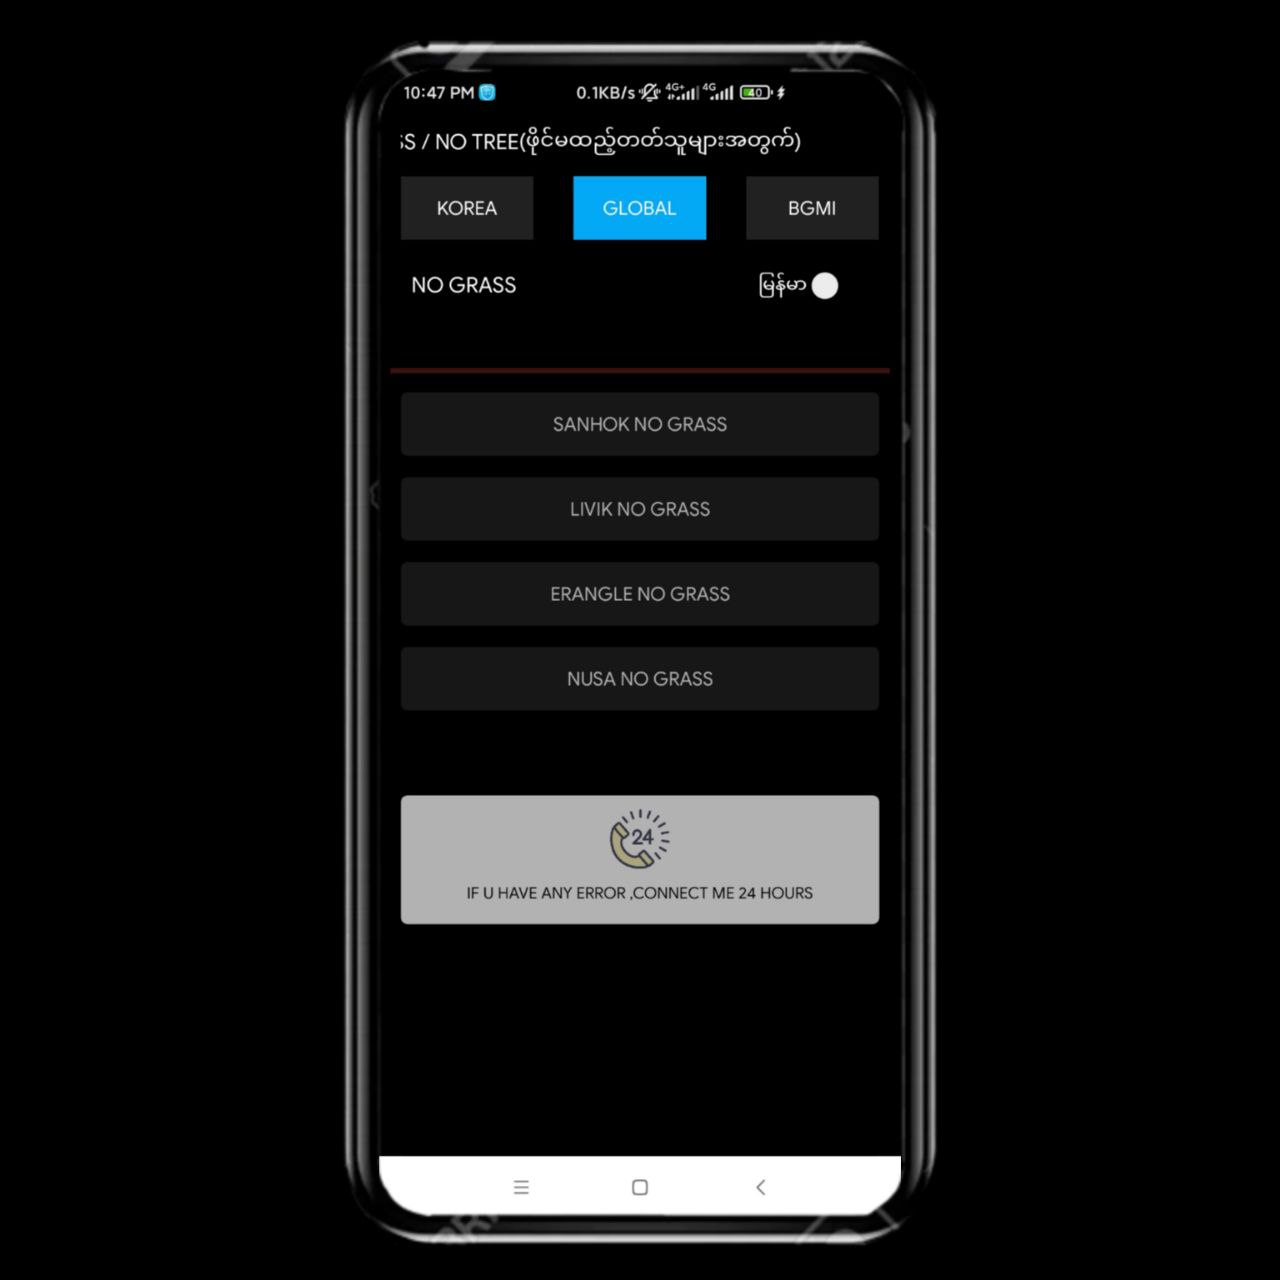 10:47 PM 0.1KB/s 4G+ 4G 40
SS / NO TREE(ဖိုင်မထည့်တတ်သူများအတွက်)
KOREA GLOBAL BGMI
NO GRASS မြန်မာ
SANHOK NO GRASS
LIVIK NO GRASS
ERANGLE NO GRASS
NUSA NO GRASS
24
IF U HAVE ANY ERROR ,CONNECT ME 24 HOURS